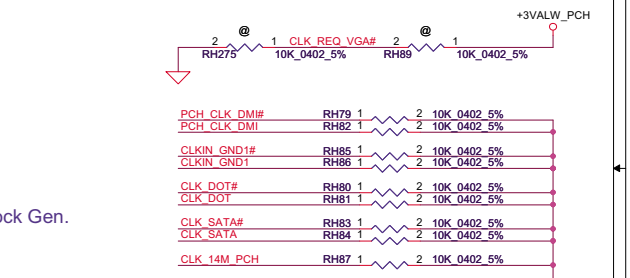 +3VALW_PCH
@ @
2 1 CLK_REQ_VGA# 2 1
RH275 10K_0402_5% RH89 10K_0402_5%
PCH_CLK_DMI# RH79 1 2 10K_0402_5%
PCH_CLK_DMI RH82 1 2 10K_0402_5%
CLKIN_GND1# RH85 1 2 10K_0402_5%
CLKIN_GND1 RH86 1 2 10K_0402_5%
CLK_DOT# RH80 1 2 10K_0402_5%
CLK_DOT RH81 1 2 10K_0402_5%
ock Gen.
CLK_SATA# RH83 1 2 10K_0402_5%
CLK_SATA RH84 1 2 10K_0402_5%
CLK_14M_PCH RH87 1 2 10K_0402_5%